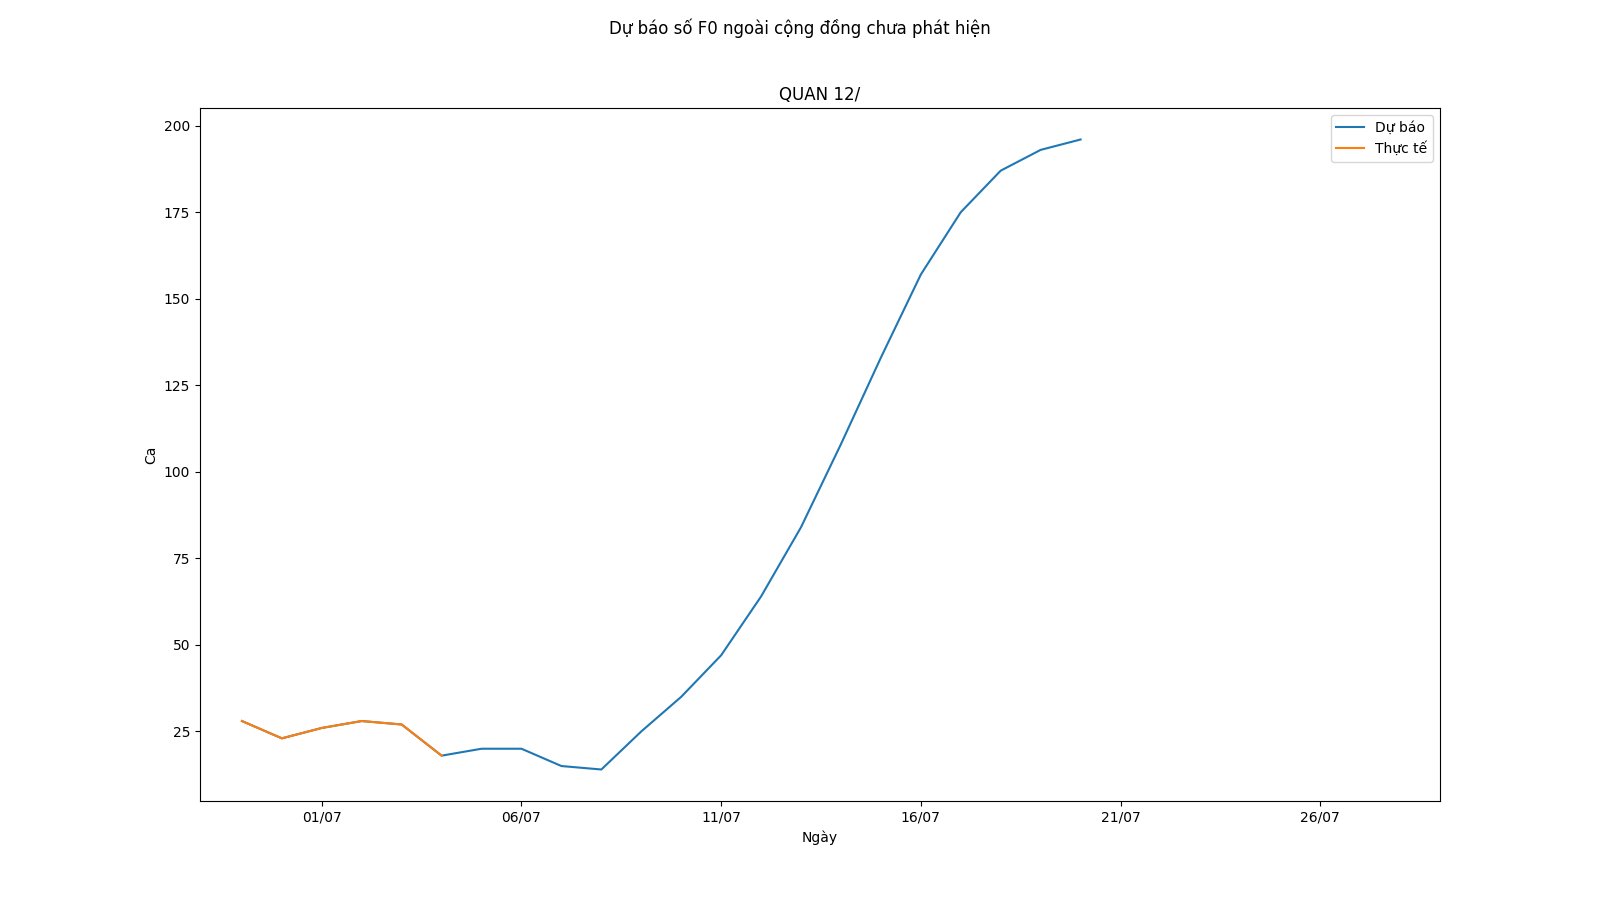 Dự báo số F0 ngoài cộng đồng chưa phát hiện
QUAN 12/
200
175
150
125
100
75
50
25
Ca
Dự báo
Thực tế
01/07
06/07
11/07
16/07
21/07
26/07
Ngày